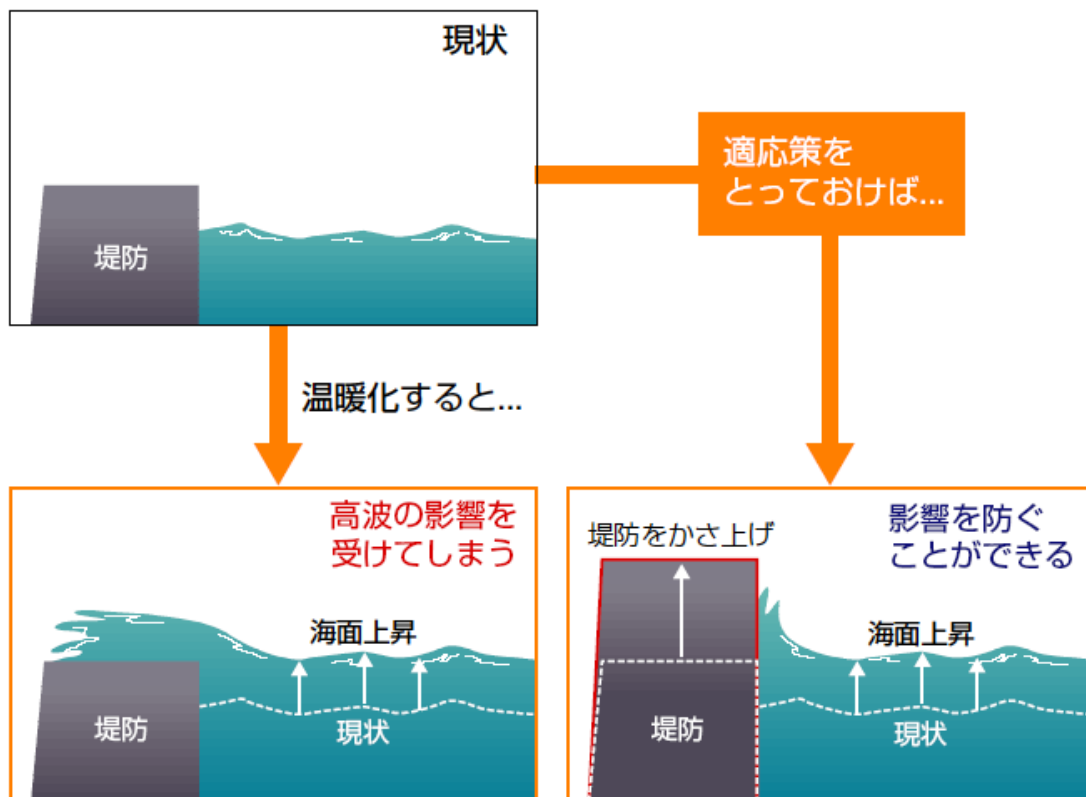 現状
堤防
適応策を
とっておけば...
温暖化すると...
高波の影響を
受けてしまう
海面上昇
堤防
現状
堤防をかさ上げ
影響を防ぐ
ことができる
海面上昇
堤防
現状